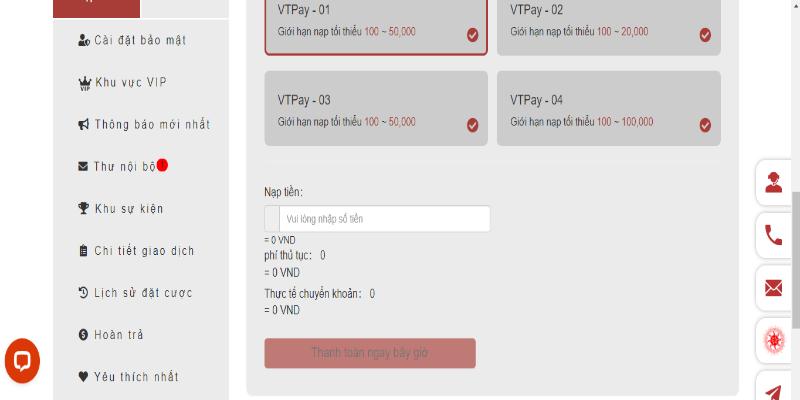 Cài đặt bảo mật
Khu vực VIP
Thông báo mới nhất
Thư nội bộ
Khu sự kiện
Chi tiết giao dịch
Lịch sử đặt cược
Hoàn trả
Yêu thích nhất
VTPay - 01
Giới hạn nạp tối thiểu 100 ~ 50,000
VTPay - 02
Giới hạn nạp tối thiểu 100 ~ 20,000
VTPay - 03
Giới hạn nạp tối thiểu 100 ~ 50,000
VTPay - 04
Giới hạn nạp tối thiểu 100 ~ 100,000
Nạp tiền:
Vui lòng nhập số tiền
= 0 VND
phí thủ tục: 0
= 0 VND
Thực tế chuyển khoản: 0
= 0 VND
Thanh toán ngay bây giờ